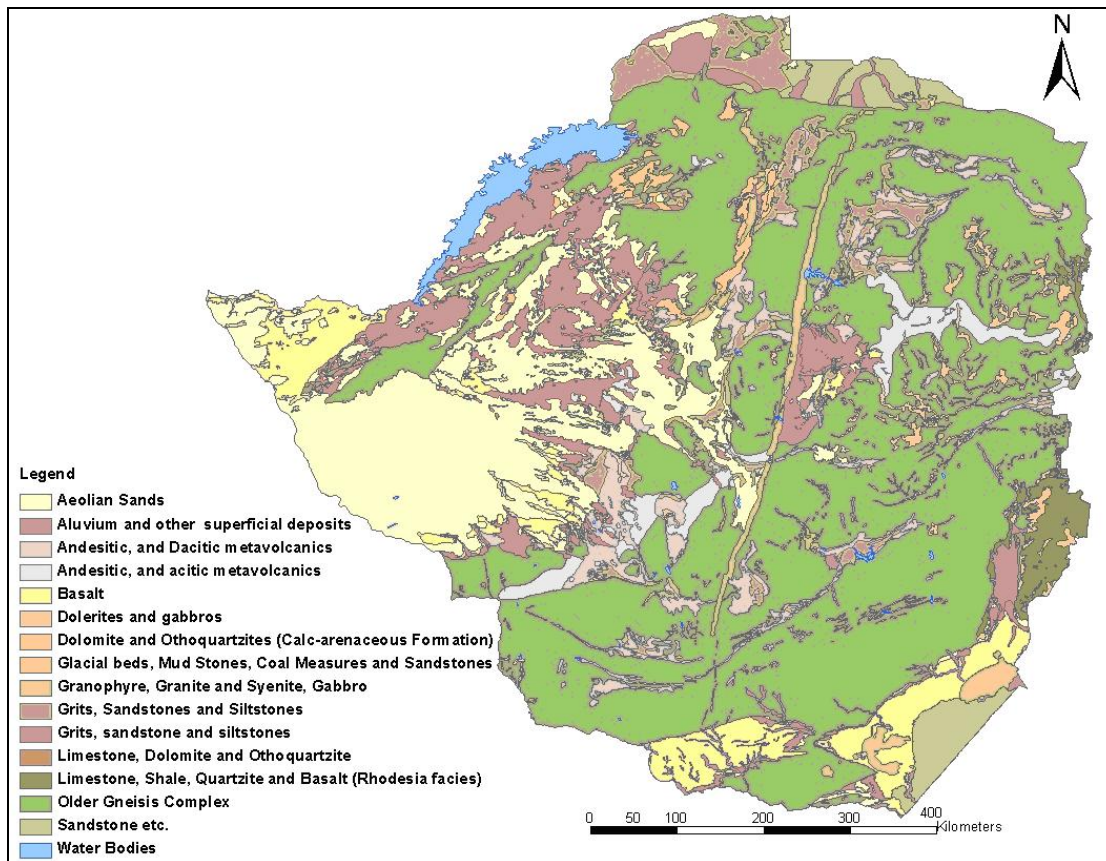 N
Legend
Aeolian Sands
Aluvium and other superficial deposits
Andesitic, and Dacitic metavolcanics
Andesitic, and acitic metavolcanics
Basalt
Dolerites and gabbros
Dolomite and Othoquartzites (Calc-arenaceous Formation)
Glacial beds, Mud Stones, Coal Measures and Sandstones
Granophyre, Granite and Syenite, Gabbro
Grits, Sandstones and Siltstones
Grits, sandstone and siltstones
Limestone, Dolomite and Othoquartzite
Limestone, Shale, Quartzite and Basalt (Rhodesia facies)
Older Gneisis Complex
Sandstone etc.
Water Bodies
0 50 100 200 300 400
Kilometers